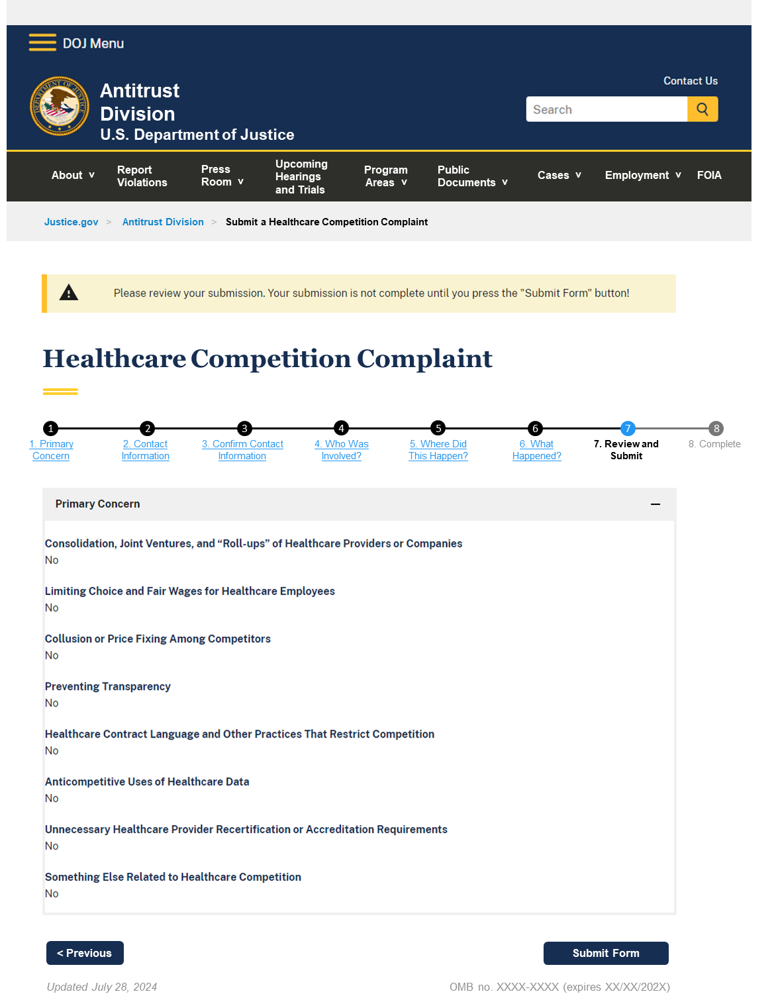 DOJ Menu
Antitrust
Division
U.S. Department of Justice
Contact Us
Search
About v
Report
Violations
Press
Room v
Upcoming
Hearings
and Trials
Program
Areas v
Public
Documents v
Cases v
Employment v
FOIA
Justice.gov > Antitrust Division > Submit a Healthcare Competition Complaint
Please review your submission. Your submission is not complete until you press the "Submit Form" button!
Healthcare Competition Complaint
1 2 3 4 5 6 7 8
1. Primary
Concern
2. Contact
Information
3. Confirm Contact
Information
4. Who Was
Involved?
5. Where Did
This Happen?
6. What
Happened?
7. Review and
Submit
8. Complete
Primary Concern
Consolidation, Joint Ventures, and “Roll-ups” of Healthcare Providers or Companies
No
Limiting Choice and Fair Wages for Healthcare Employees
No
Collusion or Price Fixing Among Competitors
No
Preventing Transparency
No
Healthcare Contract Language and Other Practices That Restrict Competition
No
Anticompetitive Uses of Healthcare Data
No
Unnecessary Healthcare Provider Recertification or Accreditation Requirements
No
Something Else Related to Healthcare Competition
No
< Previous
Submit Form
Updated July 28, 2024
OMB no. XXXX-XXXX (expires XX/XX/202X)